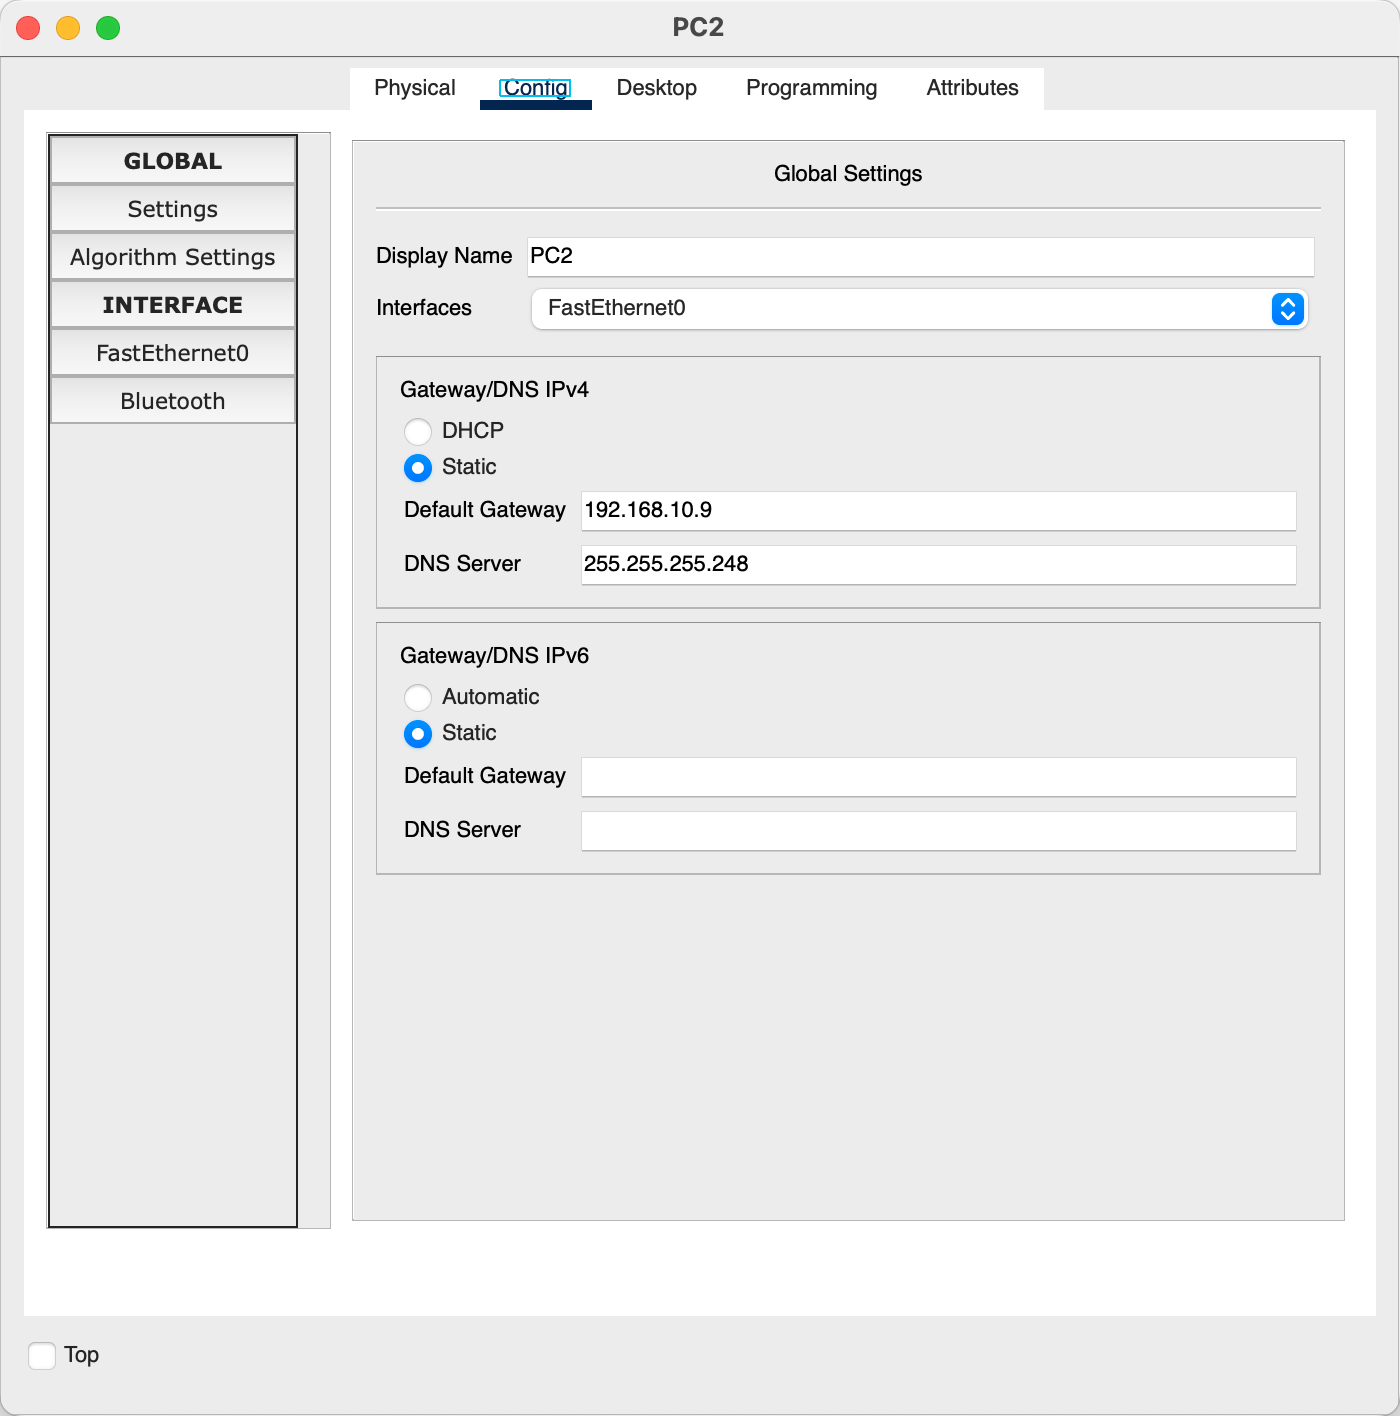 PC2
Physical Config Desktop Programming Attributes
GLOBAL
Settings
Algorithm Settings
INTERFACE
FastEthernet0
Bluetooth
Global Settings
Display Name PC2
Interfaces FastEthernet0
Gateway/DNS IPv4
DHCP
Static
Default Gateway 192.168.10.9
DNS Server 255.255.255.248
Gateway/DNS IPv6
Automatic
Static
Default Gateway
DNS Server
Top